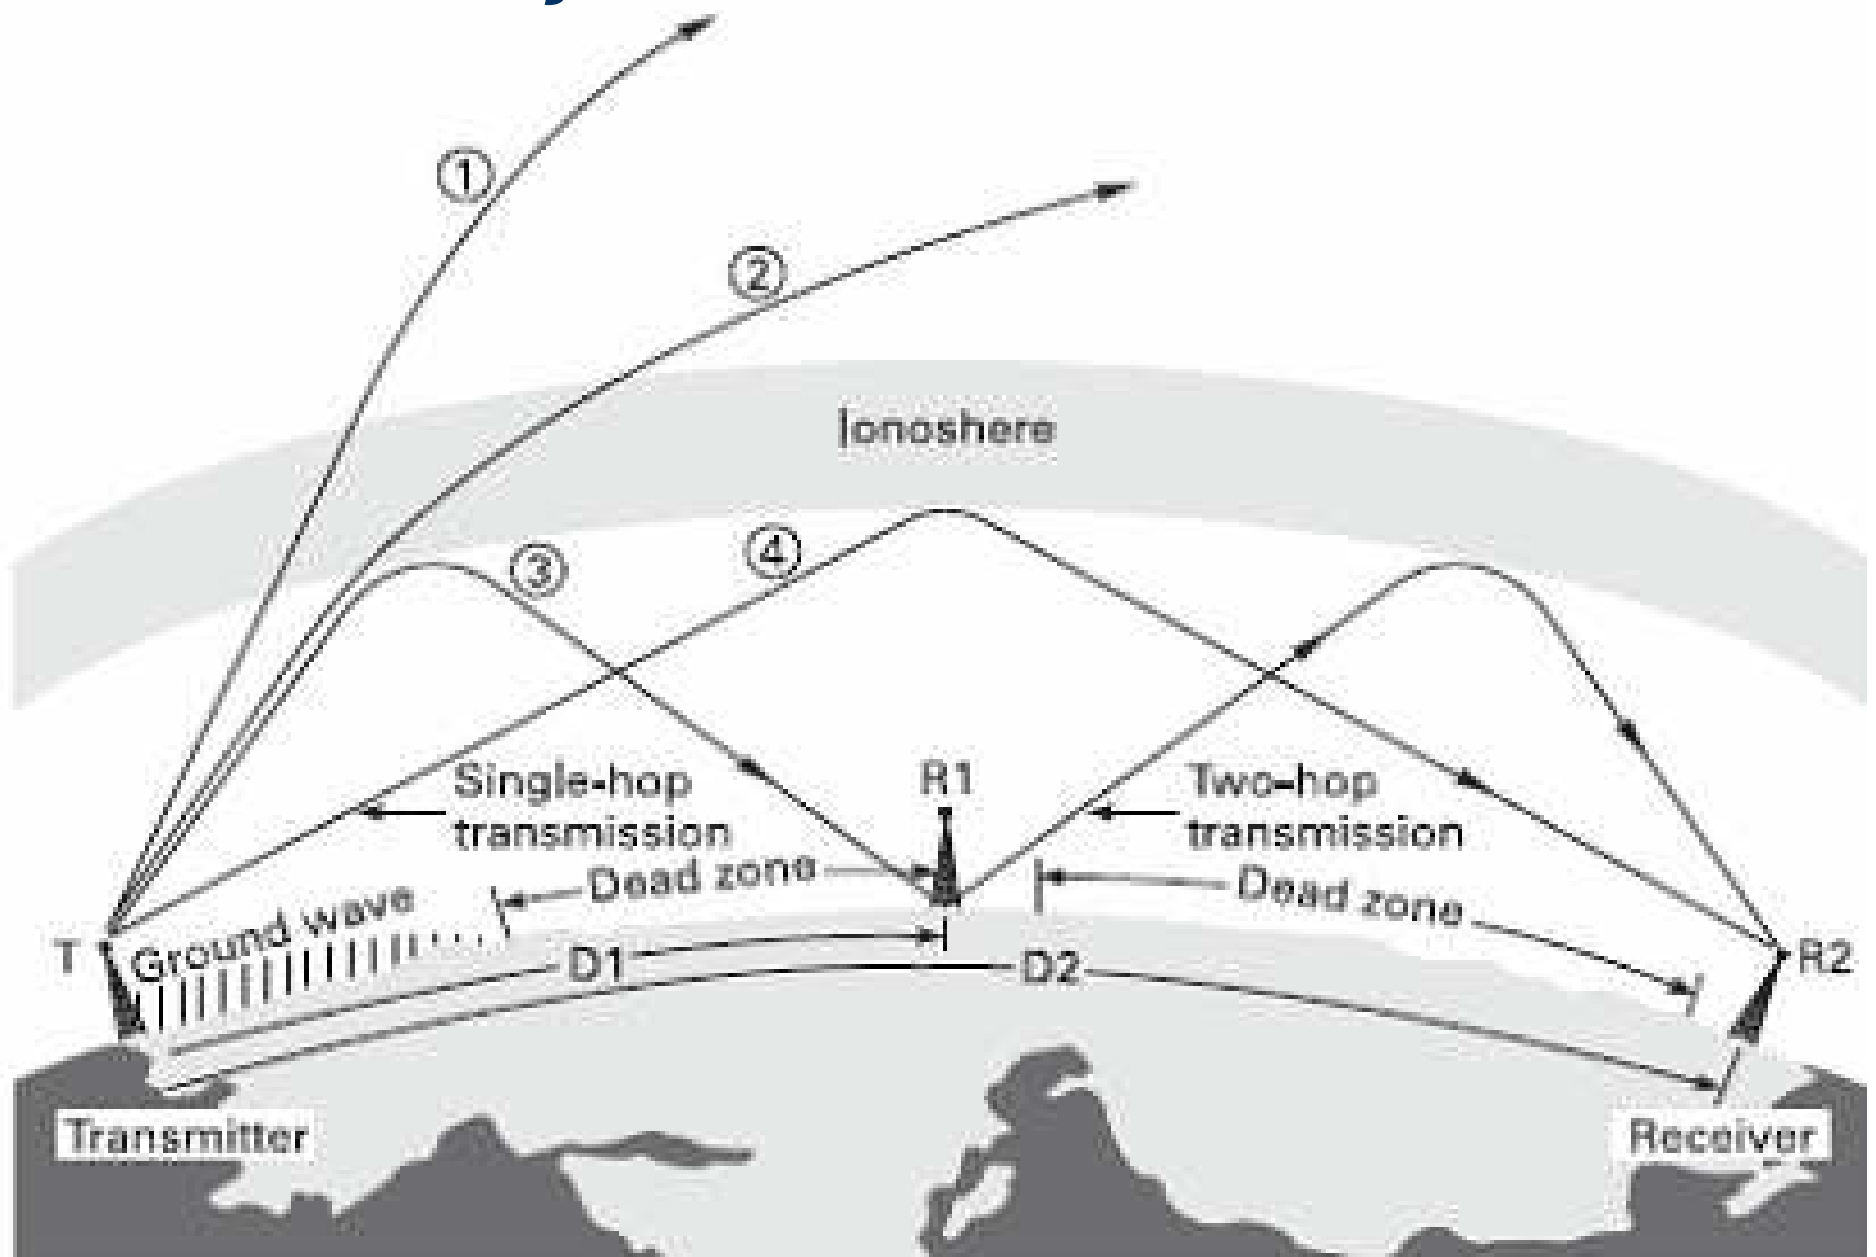 ①
②
Ionoshere
③
④
Single-hop
transmission
R1
Two-hop
transmission
Dead zone
Dead zone
Ground wave
T
D1
D2
R2
Transmitter
Receiver